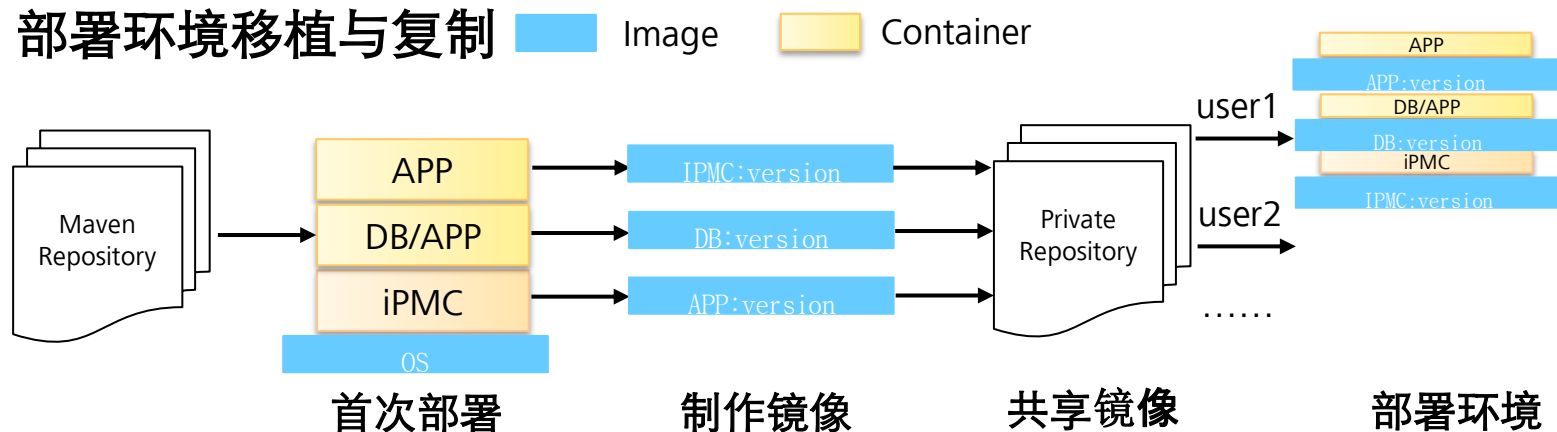 部署环境移植与复制
Image
Container
Maven
Repository
APP
DB/APP
iPMC
OS
首次部署
IPMC:version
DB:version
APP:version
制作镜像
Private
Repository
共享镜像
user1
user2
......
APP
APP:version
DB/APP
DB:version
iPMC
IPMC:version
部署环境